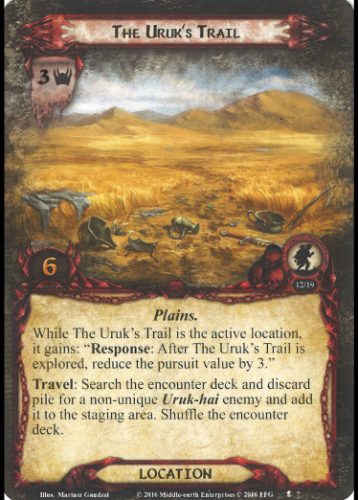 The Uruk's Trail
3
6
12/19
Plains.
While The Uruk's Trail is the active location,
it gains: “Response: After The Uruk's Trail is
explored, reduce the pursuit value by 3.”
Travel: Search the encounter deck and discard
pile for a non-unique Uruk-hai enemy and add
it to the staging area. Shuffle the encounter
deck.
LOCATION
Illus. Mariusz Gandzel © 2016 Middle-earth Enterprises © 2016 FFG